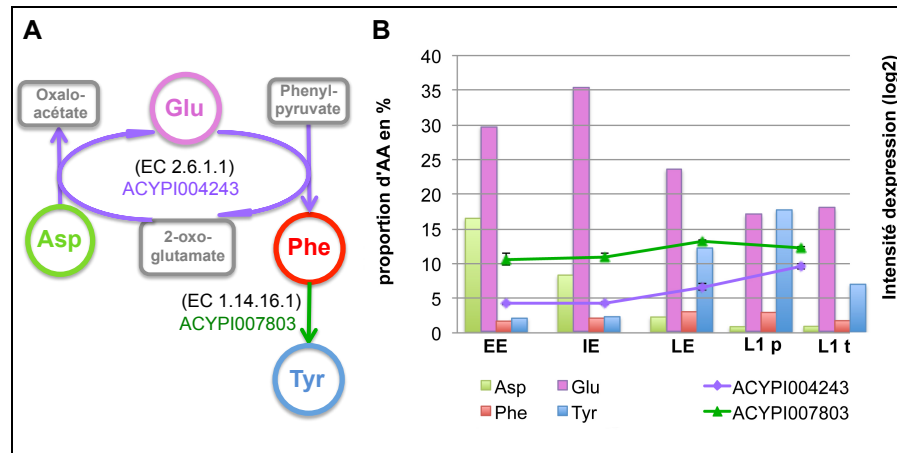 A
Oxalo-
acétate
Glu
Phenyl-
pyruvate
(EC 2.6.1.1)
ACYPI004243
Asp
2-oxo-
glutamate
Phe
(EC 1.14.16.1)
ACYPI007803
Tyr
B
proportion d'AA en %
40
35
30
25
20
15
10
5
0
EE
IE
LE
L1 p
L1 t
Intensité dexpression (log2)
Asp
Glu
ACYPI004243
Phe
Tyr
ACYPI007803